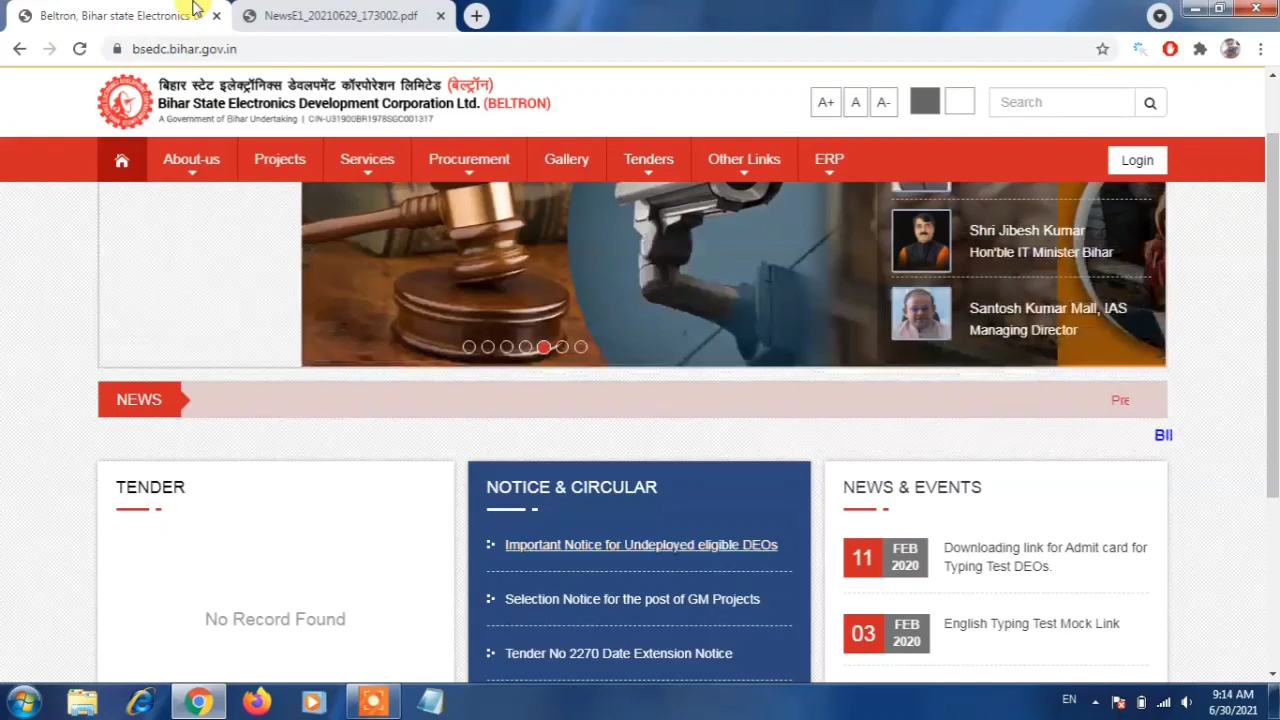 Beltron, Bihar state Electronics
NewsE1_20210629_173002.pdf
bsedc.bihar.gov.in
बिहार स्टेट इलेक्ट्रॉनिक्स डेवलपमेंट कॉरपोरेशन लिमिटेड (बेल्ट्रॉन)
Bihar State Electronics Development Corporation Ltd. (BELTRON)
A Government of Bihar Undertaking | CIN-U31900BR1978SGC001317
A+ A A- Search
About-us Projects Services Procurement Gallery Tenders Other Links ERP Login
Shri Jibesh Kumar
Hon'ble IT Minister Bihar
Santosh Kumar Mall, IAS
Managing Director
NEWS Pre
BII
TENDER
No Record Found
NOTICE & CIRCULAR
Important Notice for Undeployed eligible DEOs
Selection Notice for the post of GM Projects
Tender No 2270 Date Extension Notice
NEWS & EVENTS
11 FEB 2020
Downloading link for Admit card for
Typing Test DEOs.
03 FEB 2020
English Typing Test Mock Link
EN
9:14 AM
6/30/2021